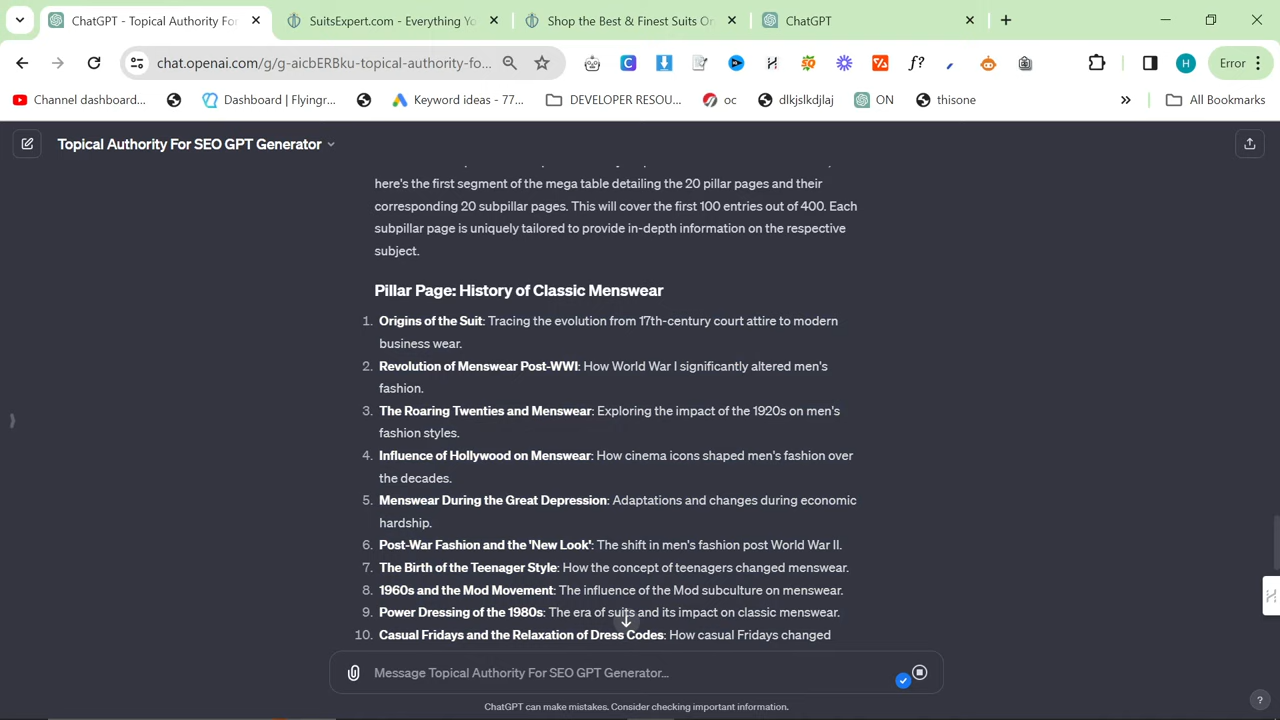 ChatGPT - Topical Authority For
SuitsExpert.com - Everything Yo
Shop the Best & Finest Suits On
ChatGPT
chat.openai.com/g/g-aicbERBku-topical-authority-fo...
Error
Channel dashboard...
Dashboard | Flyingr...
Keyword ideas - 77...
DEVELOPER RESOU...
oc
dlkjslkdjlaj
ON
thisone
All Bookmarks
Topical Authority For SEO GPT Generator
here's the first segment of the mega table detailing the 20 pillar pages and their
corresponding 20 subpillar pages. This will cover the first 100 entries out of 400. Each
subpillar page is uniquely tailored to provide in-depth information on the respective
subject.
Pillar Page: History of Classic Menswear
1. Origins of the Suit: Tracing the evolution from 17th-century court attire to modern
business wear.
2. Revolution of Menswear Post-WWI: How World War I significantly altered men's
fashion.
3. The Roaring Twenties and Menswear: Exploring the impact of the 1920s on men's
fashion styles.
4. Influence of Hollywood on Menswear: How cinema icons shaped men's fashion over
the decades.
5. Menswear During the Great Depression: Adaptations and changes during economic
hardship.
6. Post-War Fashion and the 'New Look': The shift in men's fashion post World War II.
7. The Birth of the Teenager Style: How the concept of teenagers changed menswear.
8. 1960s and the Mod Movement: The influence of the Mod subculture on menswear.
9. Power Dressing of the 1980s: The era of suits and its impact on classic menswear.
10. Casual Fridays and the Relaxation of Dress Codes: How casual Fridays changed
Message Topical Authority For SEO GPT Generator...
ChatGPT can make mistakes. Consider checking important information.
?